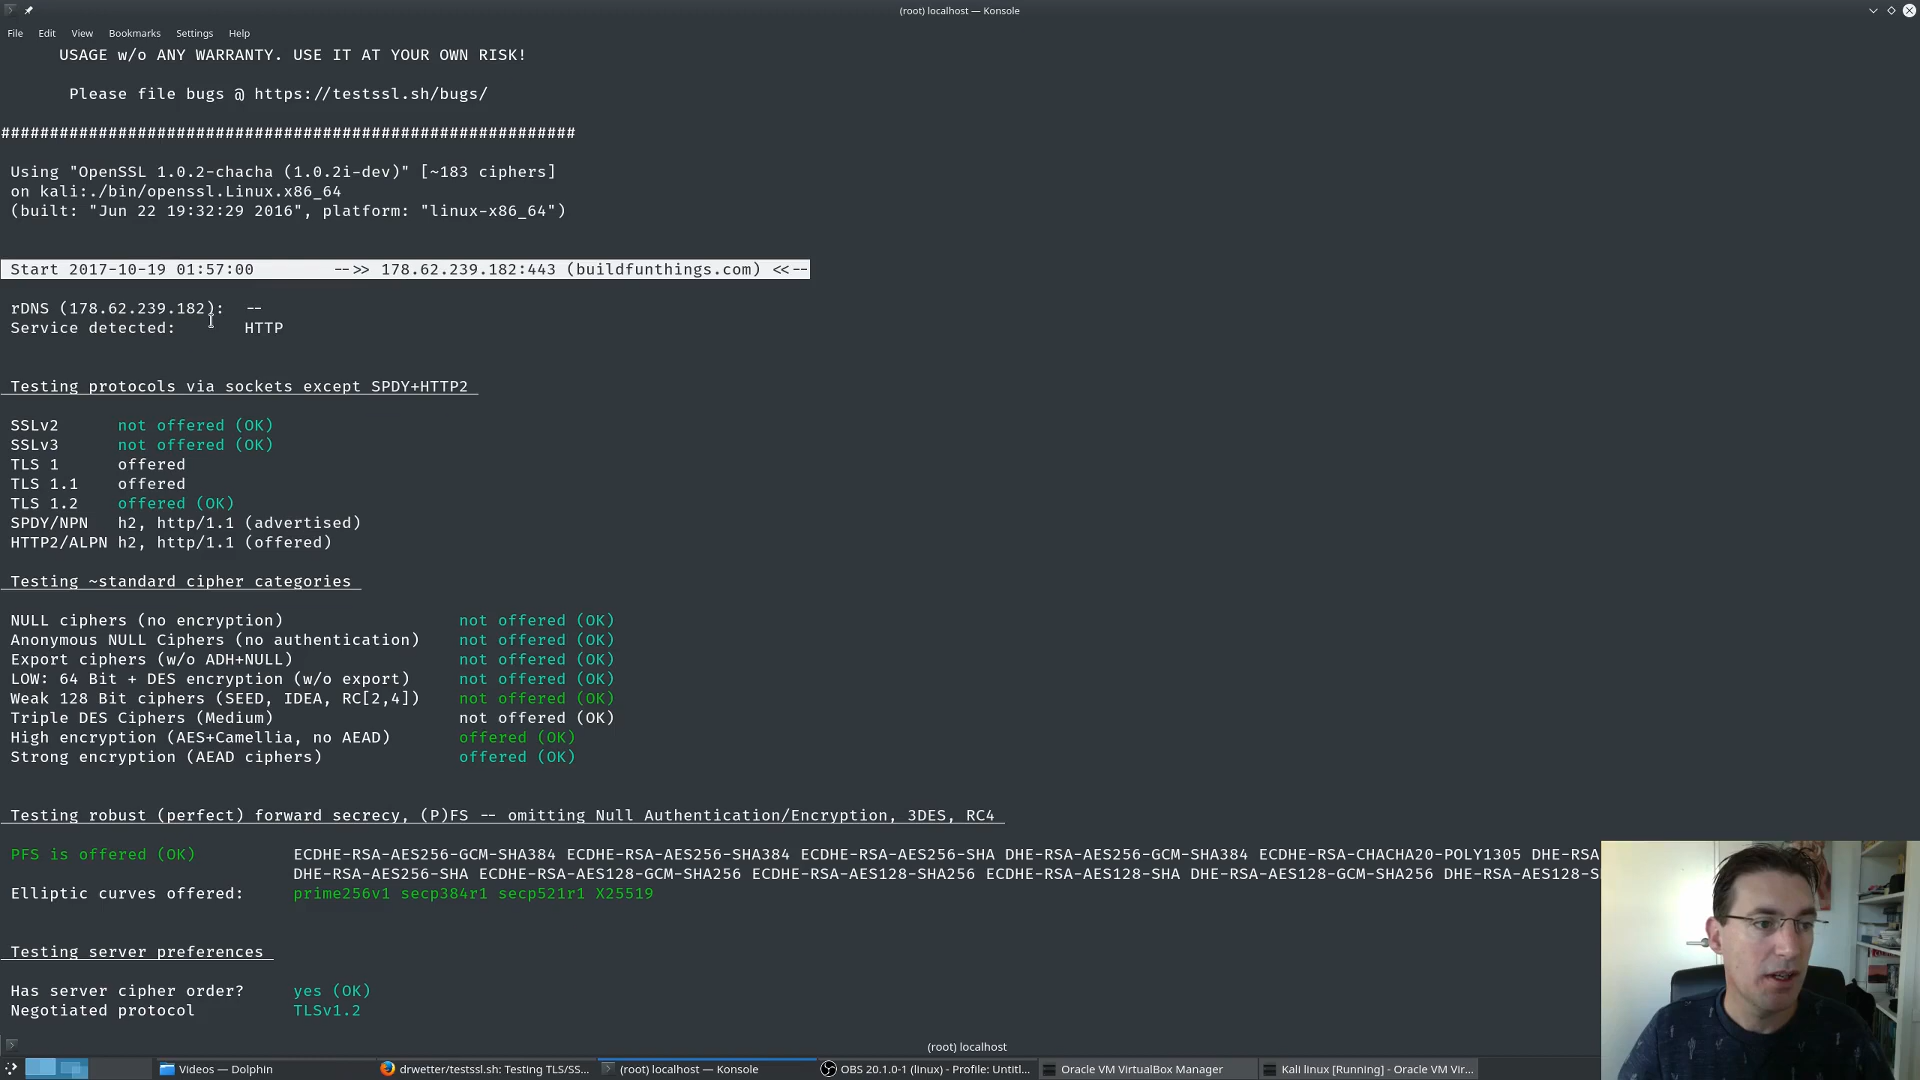 (root) localhost — Konsole
File Edit View Bookmarks Settings Help
USAGE w/o ANY WARRANTY. USE IT AT YOUR OWN RISK!
Please file bugs @ https://testssl.sh/bugs/
###########################################################
Using "OpenSSL 1.0.2-chacha (1.0.2i-dev)" [~183 ciphers]
on kali:./bin/openssl.Linux.x86_64
(built: "Jun 22 19:32:29 2016", platform: "linux-x86_64")
Start 2017-10-19 01:57:00 -->> 178.62.239.182:443 (buildfunthings.com) <<--
rDNS (178.62.239.182): --
Service detected: HTTP
Testing protocols via sockets except SPDY+HTTP2
SSLv2 not offered (OK)
SSLv3 not offered (OK)
TLS 1 offered
TLS 1.1 offered
TLS 1.2 offered (OK)
SPDY/NPN h2, http/1.1 (advertised)
HTTP2/ALPN h2, http/1.1 (offered)
Testing ~standard cipher categories
NULL ciphers (no encryption) not offered (OK)
Anonymous NULL Ciphers (no authentication) not offered (OK)
Export ciphers (w/o ADH+NULL) not offered (OK)
LOW: 64 Bit + DES encryption (w/o export) not offered (OK)
Weak 128 Bit ciphers (SEED, IDEA, RC[2,4]) not offered (OK)
Triple DES Ciphers (Medium) not offered (OK)
High encryption (AES+Camellia, no AEAD) offered (OK)
Strong encryption (AEAD ciphers) offered (OK)
Testing robust (perfect) forward secrecy, (P)FS -- omitting Null Authentication/Encryption, 3DES, RC4
PFS is offered (OK) ECDHE-RSA-AES256-GCM-SHA384 ECDHE-RSA-AES256-SHA384 ECDHE-RSA-AES256-SHA DHE-RSA-AES256-GCM-SHA384 ECDHE-RSA-CHACHA20-POLY1305 DHE-RSA
DHE-RSA-AES256-SHA ECDHE-RSA-AES128-GCM-SHA256 ECDHE-RSA-AES128-SHA256 ECDHE-RSA-AES128-SHA DHE-RSA-AES128-GCM-SHA256 DHE-RSA-AES128-S
Elliptic curves offered: prime256v1 secp384r1 secp521r1 X25519
Testing server preferences
Has server cipher order? yes (OK)
Negotiated protocol TLSv1.2
(root) localhost
Videos — Dolphin drwetter/testssl.sh: Testing TLS/SS... (root) localhost — Konsole OBS 20.1.0-1 (linux) - Profile: Untitl... Oracle VM VirtualBox Manager Kali linux [Running] - Oracle VM Vir...